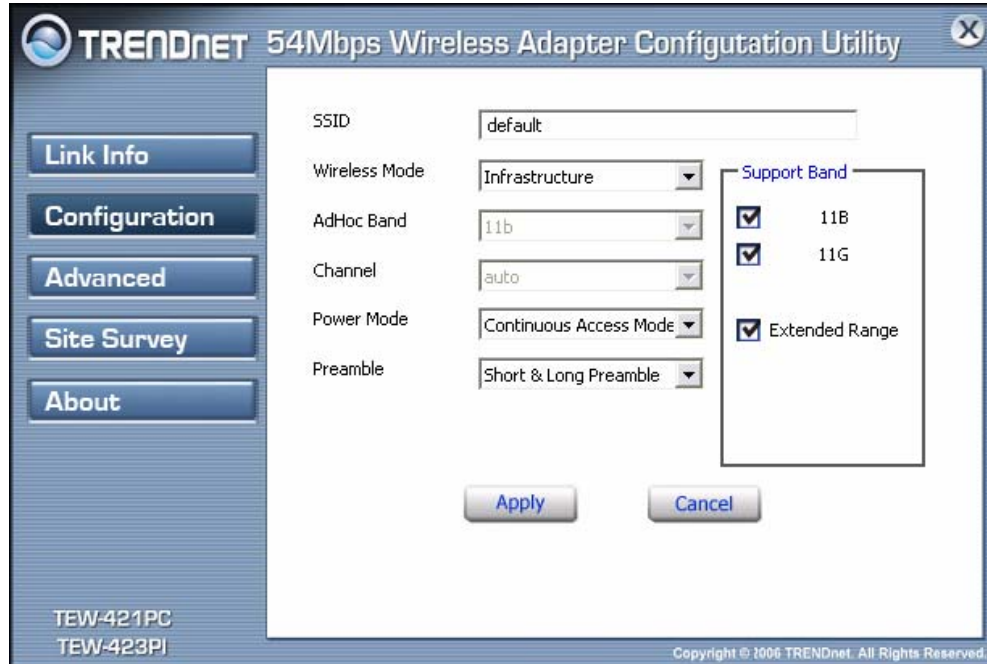 TRENDNET 54Mbps Wireless Adapter Configutation Utility
X
Link Info
Configuration
Advanced
Site Survey
About
SSID default
Wireless Mode Infrastructure
AdHoc Band 11b
Channel auto
Power Mode Continuous Access Mode
Preamble Short & Long Preamble
Support Band
11B
11G
Extended Range
Apply Cancel
TEW-421PC
TEW-423PI
Copyright © 2006 TRENDnet. All Rights Reserved.